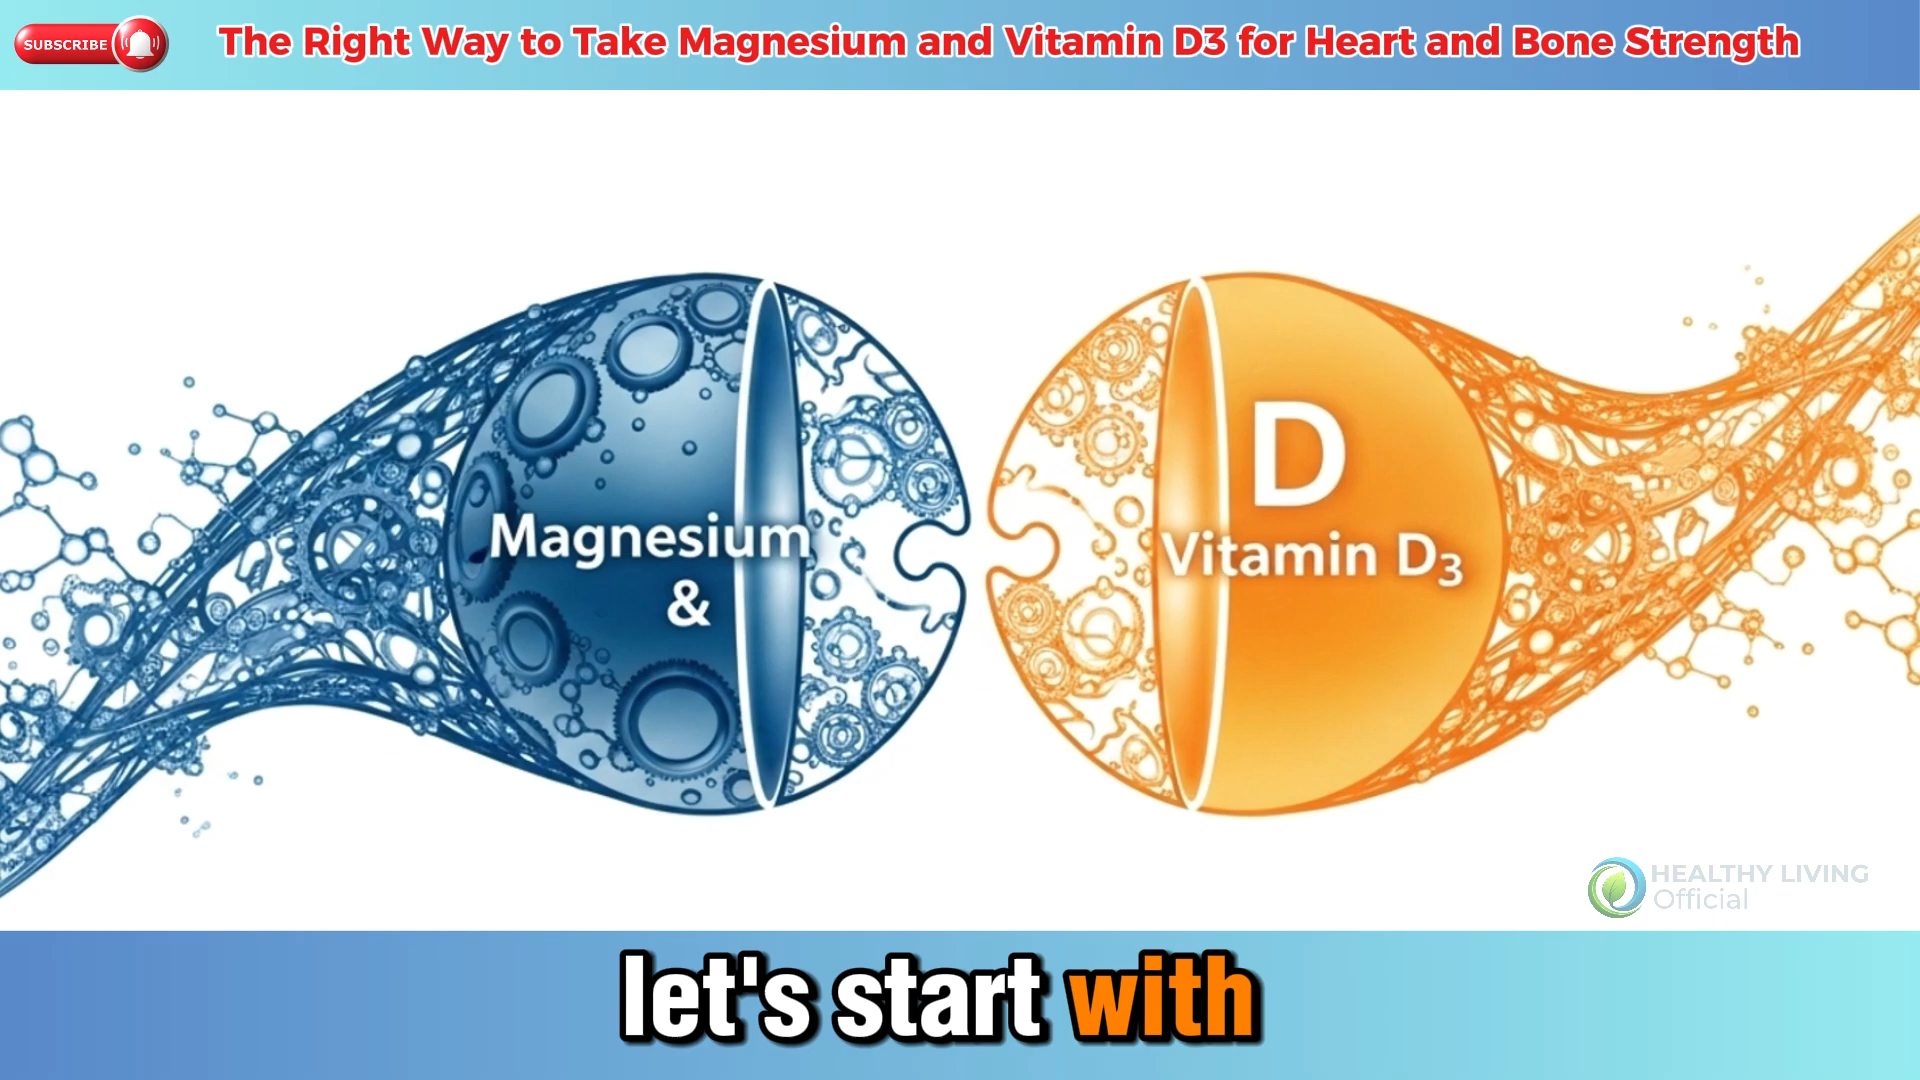 SUBSCRIBE
The Right Way to Take Magnesium and Vitamin D3 for Heart and Bone Strength
Magnesium
&
D
Vitamin D₃
HEALTHY LIVING
Official
let's start with